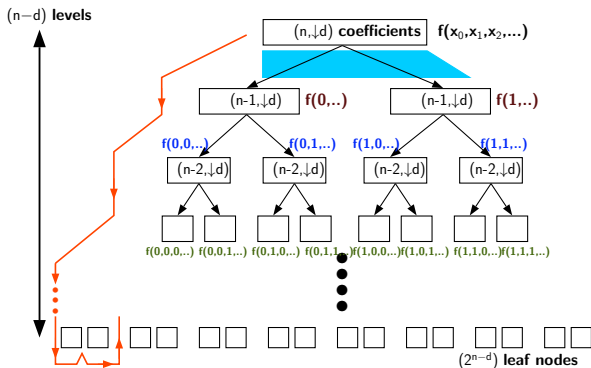 (n−d) levels
(n,↓d) coefficients f(x₀,x₁,x₂,...)
(n-1,↓d) f(0,..) (n-1,↓d) f(1,..)
f(0,0,..) f(0,1,..) f(1,0,..) f(1,1,..)
(n-2,↓d) (n-2,↓d) (n-2,↓d) (n-2,↓d)
f(0,0,0,..) f(0,0,1,..) f(0,1,0,..) f(0,1,1,..) f(1,0,0,..) f(1,0,1,..) f(1,1,0,..) f(1,1,1,..)
(2ⁿ⁻ᵈ) leaf nodes